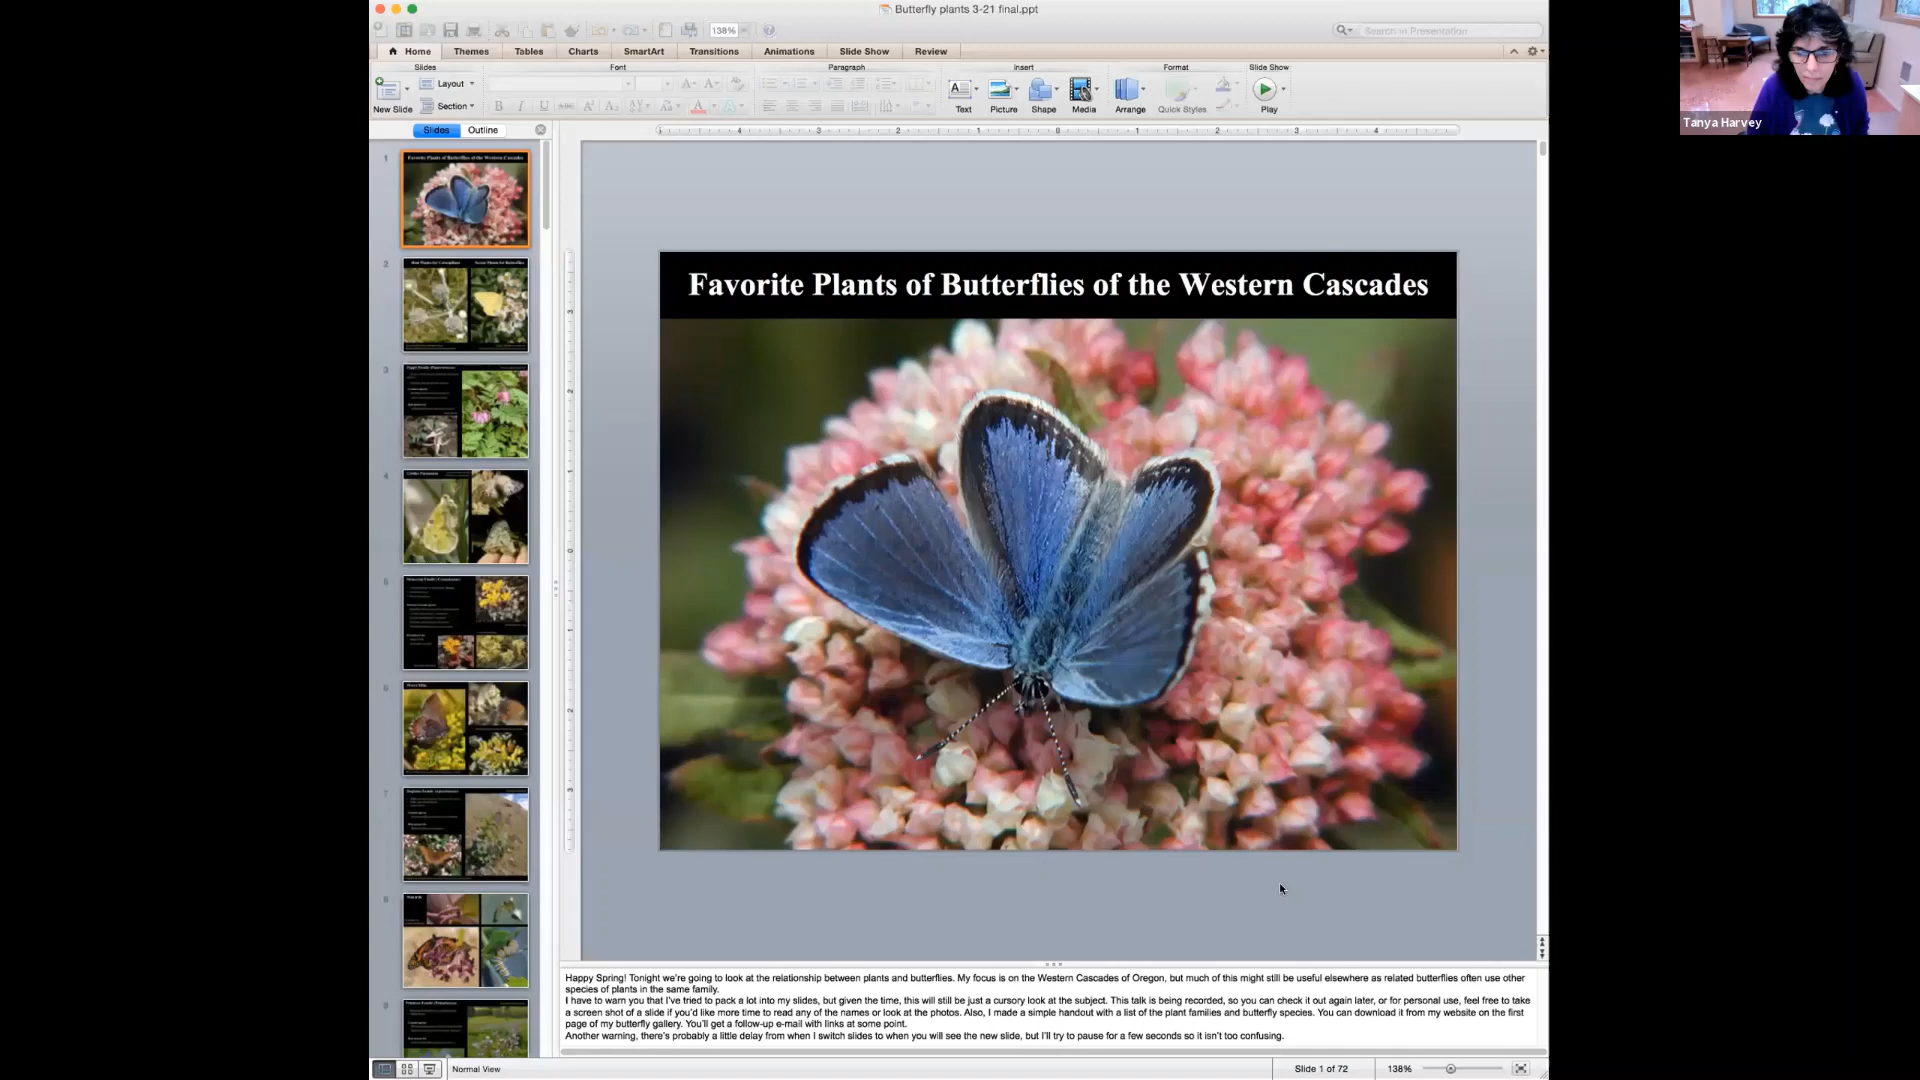 Butterfly plants 3-21 final.ppt
138%
Search in Presentation
Home
Themes
Tables
Charts
SmartArt
Transitions
Animations
Slide Show
Review
Slides
Font
Paragraph
Insert
Format
Slide Show
Layout
Section
New Slide
Text
Picture
Shape
Media
Arrange
Quick Styles
Play
Slides
Outline
Favorite Plants of Butterflies of the Western Cascades
Favorite Plants of Butterflies of the Western Cascades
Happy Spring! Tonight we're going to look at the relationship between plants and butterflies. My focus is on the Western Cascades of Oregon, but much of this might still be useful elsewhere as related butterflies often use other
species of plants in the same family.
I have to warn you that I've tried to pack a lot into my slides, but given the time, this will still be just a cursory look at the subject. This talk is being recorded, so you can check it out again later, or for personal use, feel free to take
a screen shot of a slide if you'd like more time to read any of the names or look at the photos. Also, I made a simple handout with a list of the plant families and butterfly species. You can download it from my website on the first
page of my butterfly gallery. You'll get a follow-up e-mail with links at some point.
Another warning, there's probably a little delay from when I switch slides to when you will see the new slide, but I'll try to pause for a few seconds so it isn't too confusing.
Normal View
Slide 1 of 72
138%
Tanya Harvey